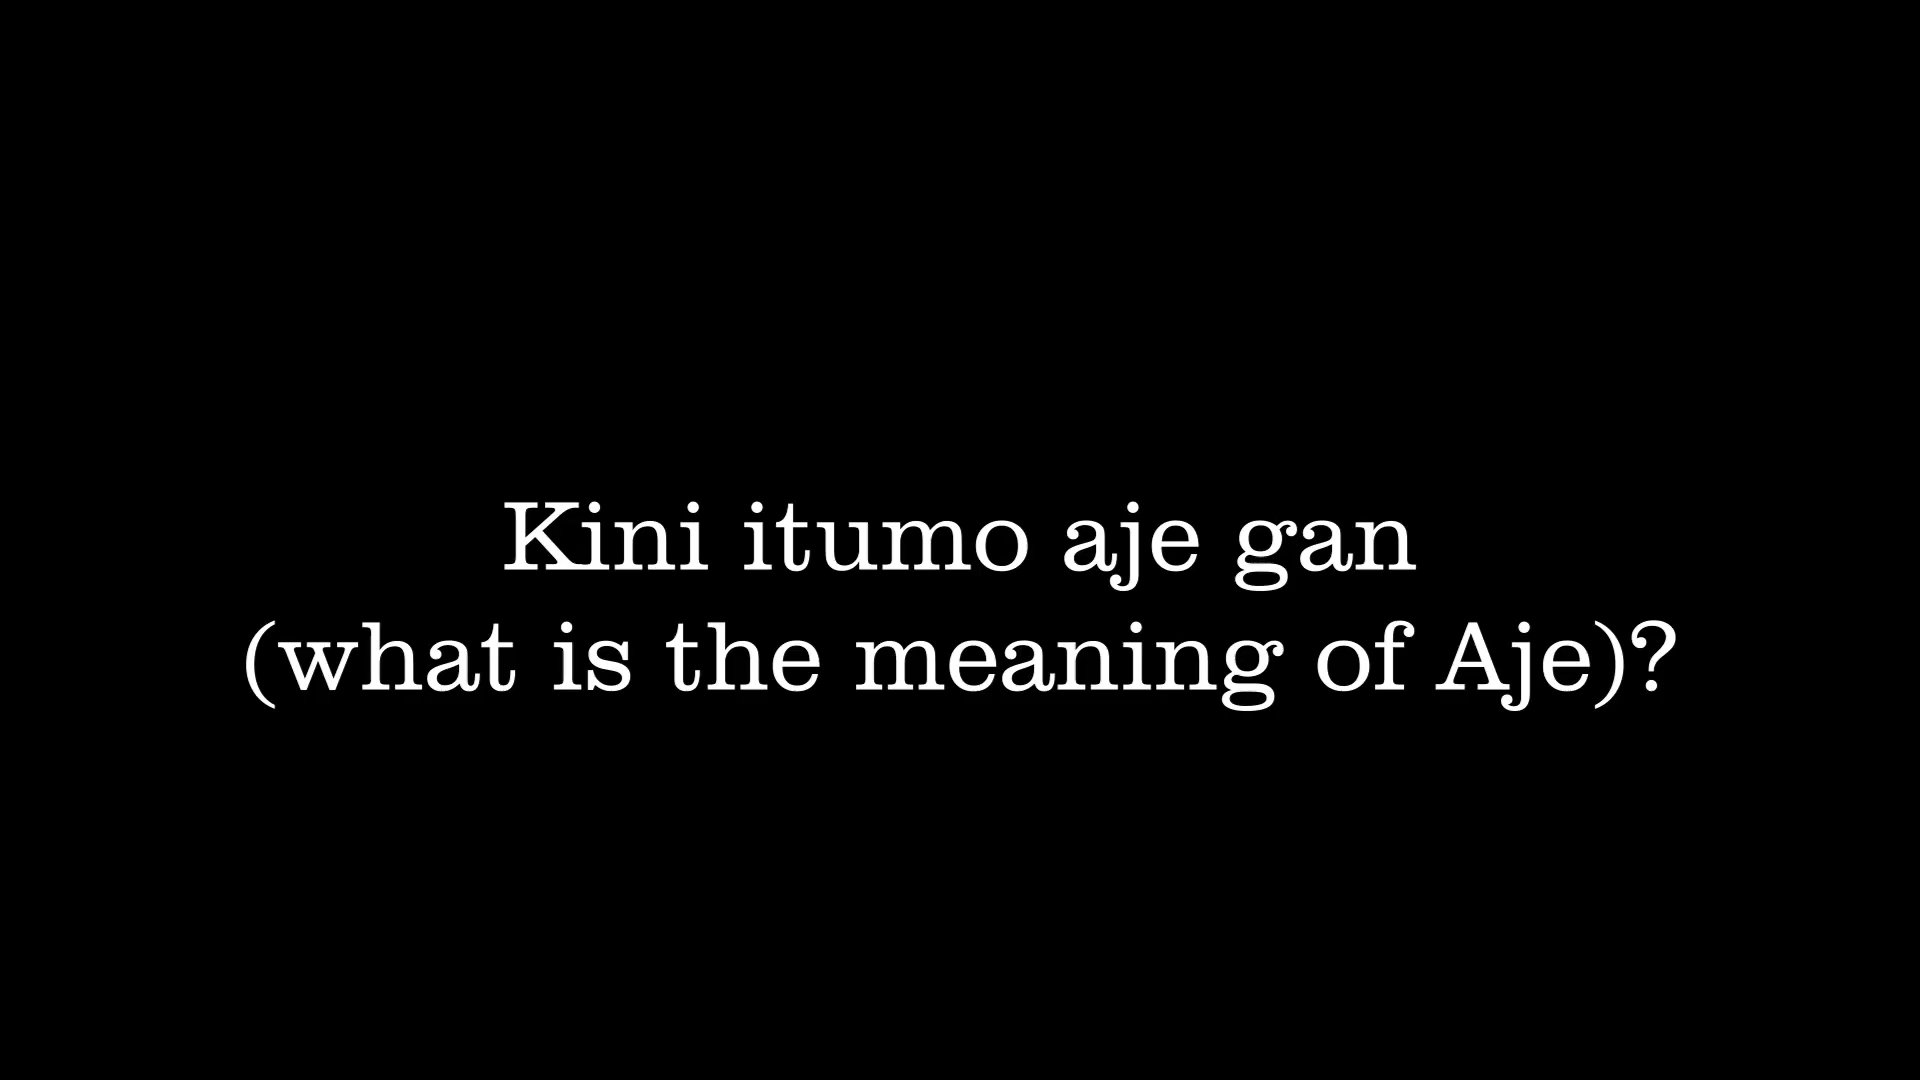 Kini itumo aje gan
(what is the meaning of Aje)?